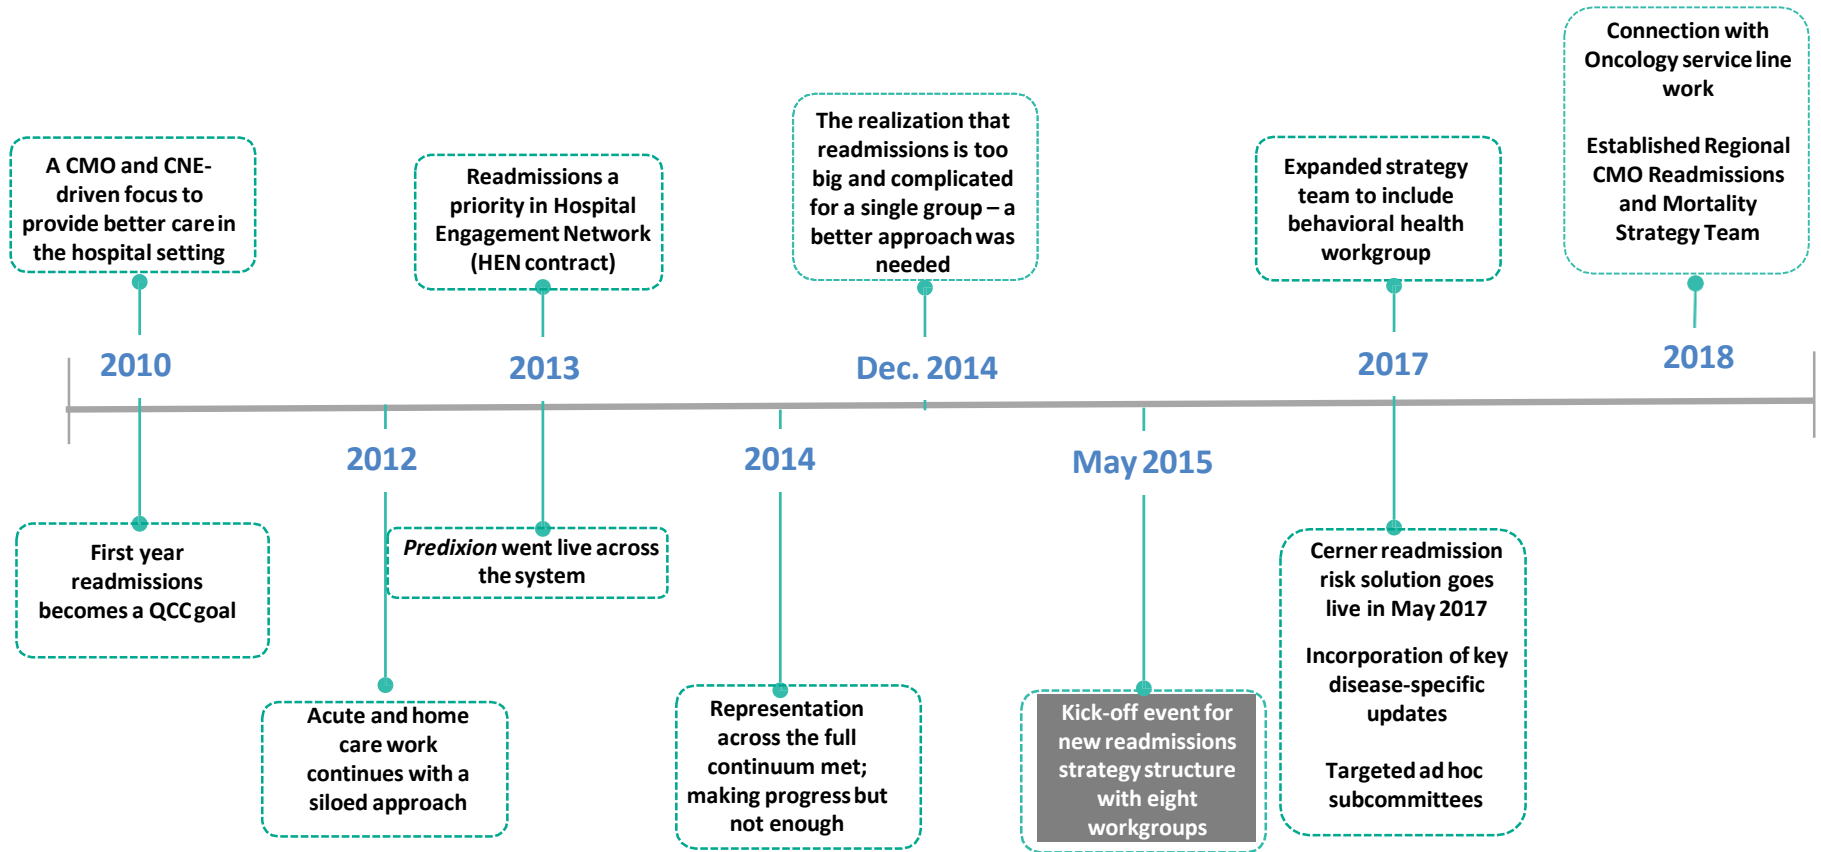 A CMO and CNE-
driven focus to
provide better care in
the hospital setting
2010
First year
readmissions
becomes a QCC goal
2012
Acute and home
care work
continues with a
siloed approach
Readmissions a
priority in Hospital
Engagement Network
(HEN contract)
2013
Predixion went live across
the system
2014
Representation
across the full
continuum met;
making progress but
not enough
The realization that
readmissions is too
big and complicated
for a single group – a
better approach was
needed
Dec. 2014
May 2015
Kick-off event for
new readmissions
strategy structure
with eight
workgroups
Expanded strategy
team to include
behavioral health
workgroup
2017
Cerner readmission
risk solution goes
live in May 2017
Incorporation of key
disease-specific
updates
Targeted ad hoc
subcommittees
Connection with
Oncology service line
work
Established Regional
CMO Readmissions
and Mortality
Strategy Team
2018